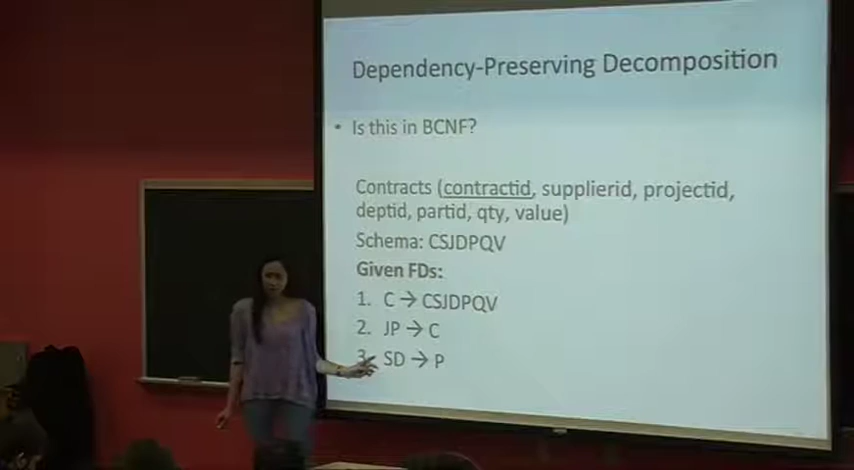 Dependency-Preserving Decomposition
• Is this in BCNF?
Contracts (contractid, supplierid, projectid,
deptid, partid, qty, value)
Schema: CSJDPQV
Given FDs:
1. C → CSJDPQV
2. JP → C
3. SD → P